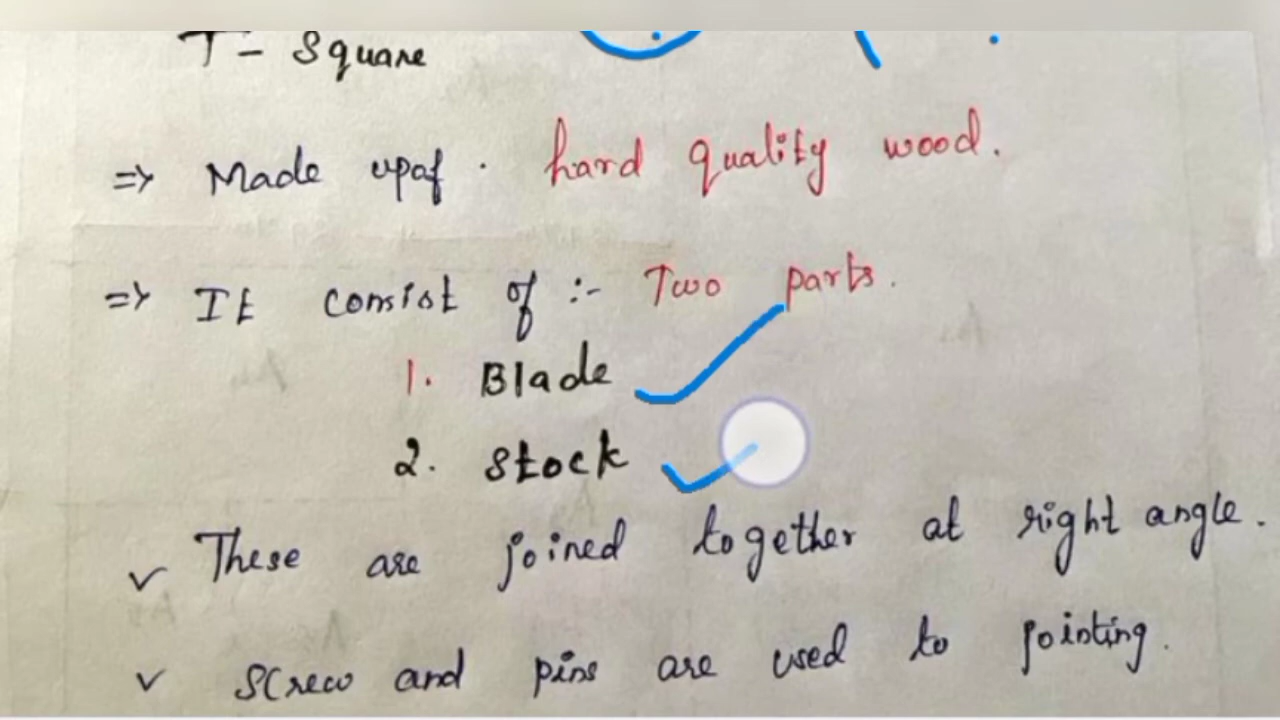 T - Square
=> Made upof . hard quality wood.
=> It consist of :- Two parts.
1. Blade
2. Stock
✓ These are joined together at right angle.
✓ Screw and pins are used to jointing.